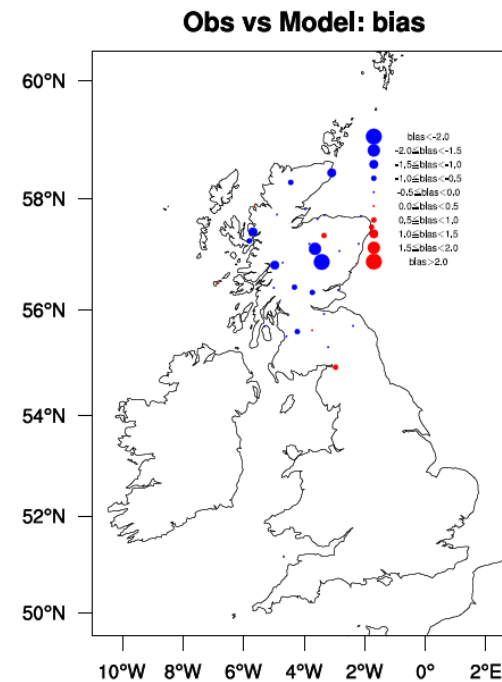 Obs vs Model: bias
60°N
58°N
56°N
54°N
52°N
50°N
bias<-2.0
-2.0≦bias<-1.5
-1.5≦bias<-1.0
-1.0≦bias<-0.5
-0.5≦bias<0.0
0.0≦bias<0.5
0.5≦bias<1.0
1.0≦bias<1.5
1.5≦bias<2.0
bias>2.0
10°W 8°W 6°W 4°W 2°W 0° 2°E